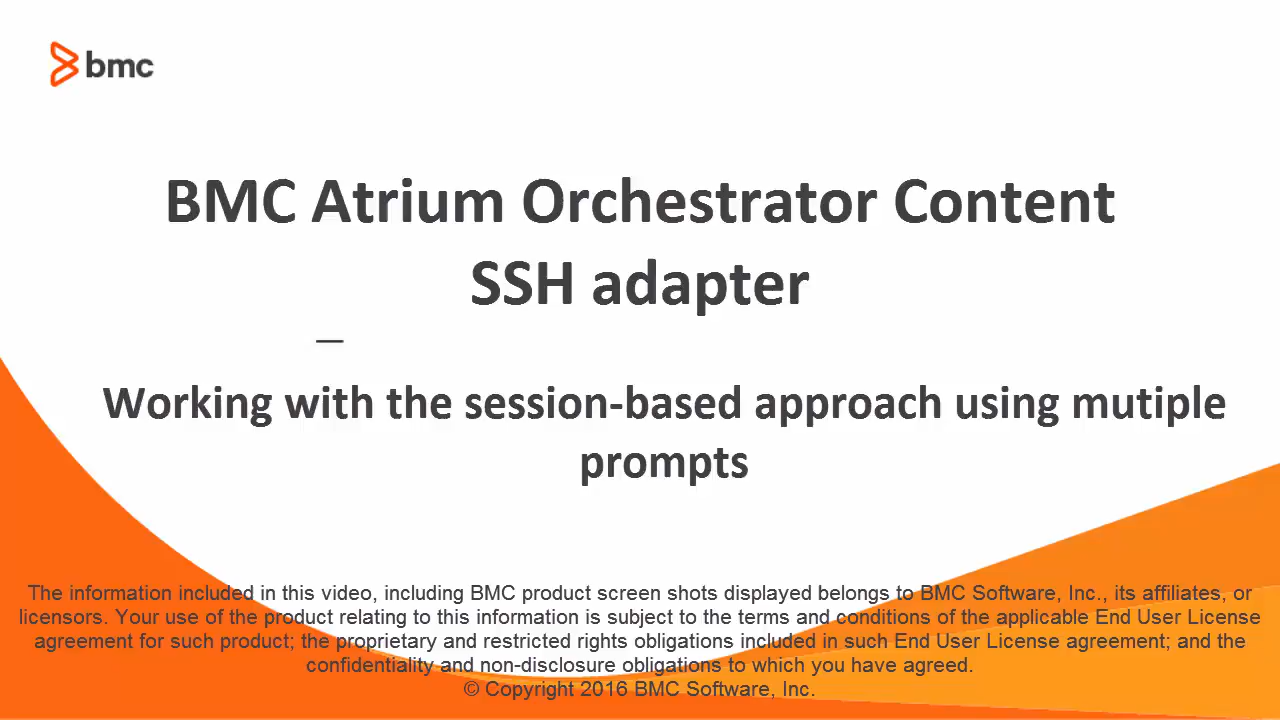 bmc
BMC Atrium Orchestrator Content
SSH adapter
—
Working with the session-based approach using mutiple
prompts
The information included in this video, including BMC product screen shots displayed belongs to BMC Software, Inc., its affiliates, or
licensors. Your use of the product relating to this information is subject to the terms and conditions of the applicable End User License
agreement for such product; the proprietary and restricted rights obligations included in such End User License agreement; and the
confidentiality and non-disclosure obligations to which you have agreed.
© Copyright 2016 BMC Software, Inc.